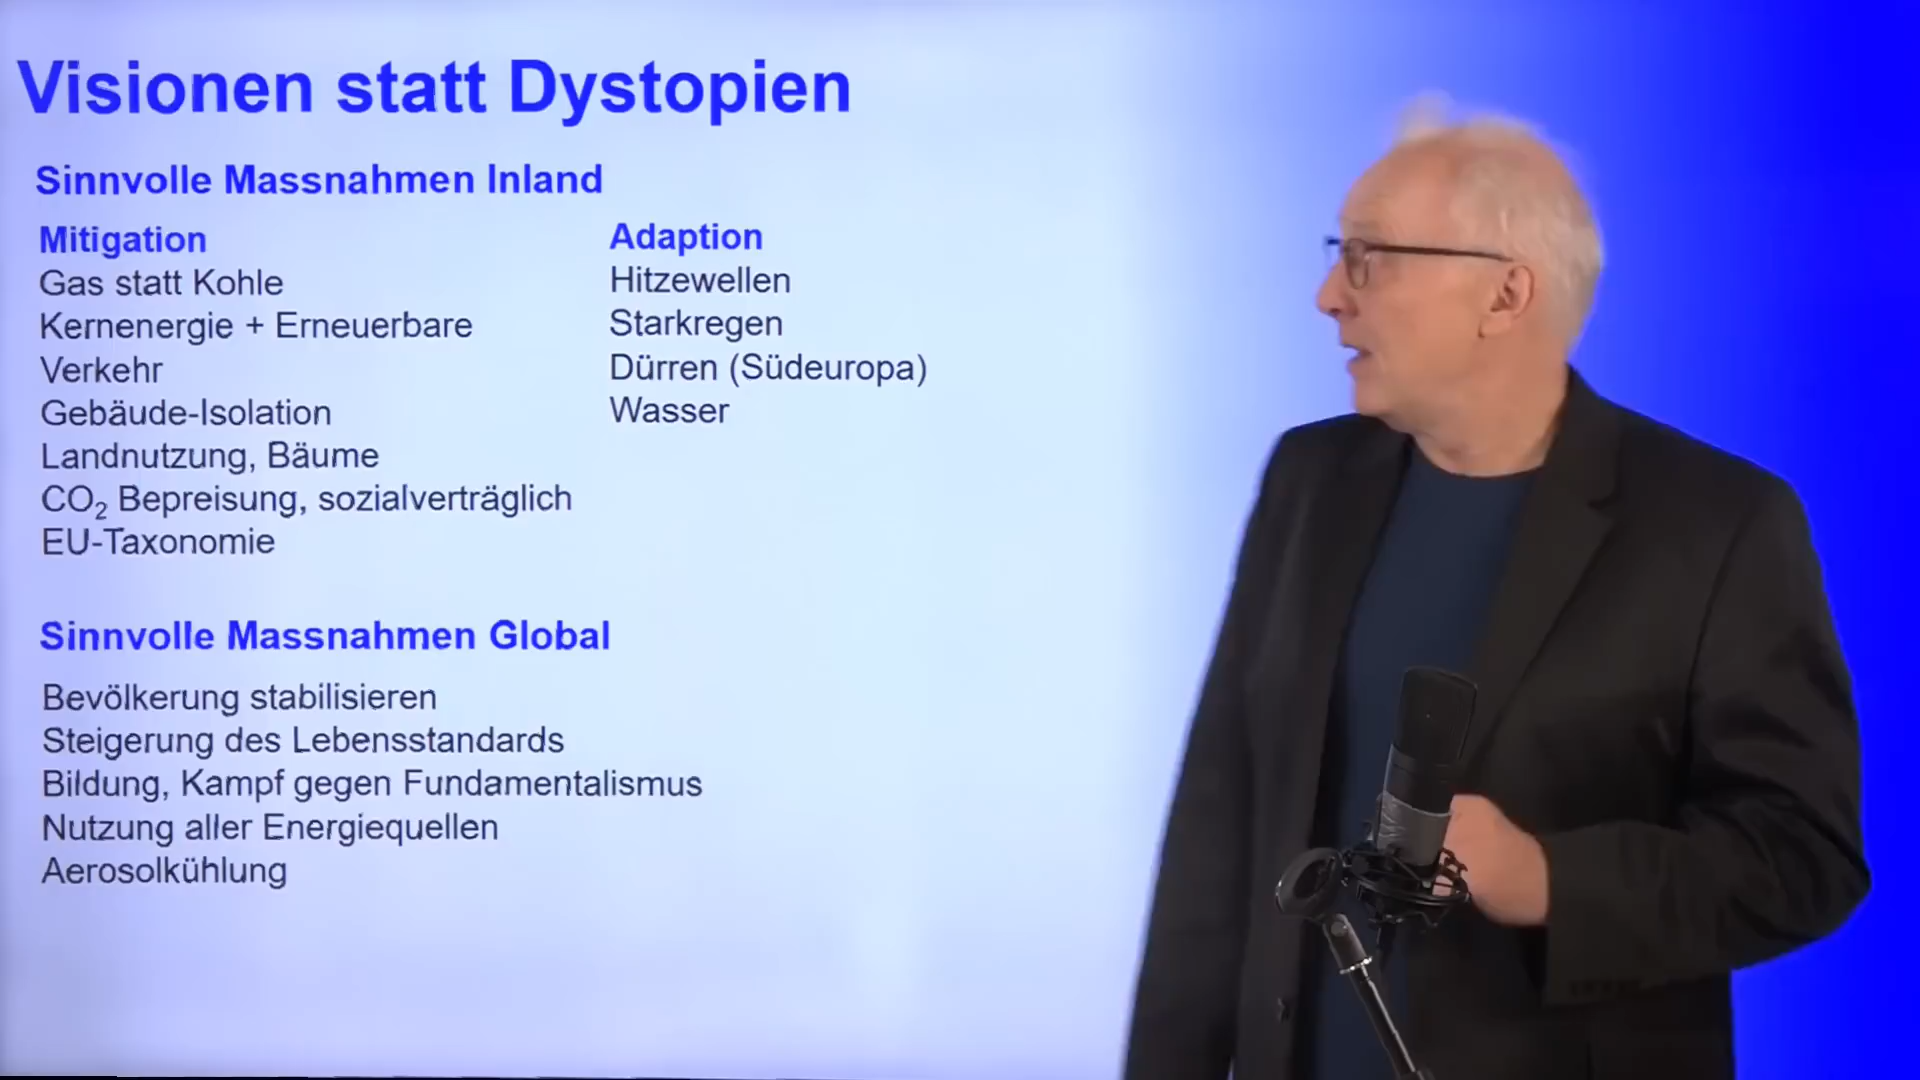 Visionen statt Dystopien
Sinnvolle Massnahmen Inland
Mitigation
Gas statt Kohle
Kernenergie + Erneuerbare
Verkehr
Gebäude-Isolation
Landnutzung, Bäume
CO₂ Bepreisung, sozialverträglich
EU-Taxonomie
Adaption
Hitzewellen
Starkregen
Dürren (Südeuropa)
Wasser
Sinnvolle Massnahmen Global
Bevölkerung stabilisieren
Steigerung des Lebensstandards
Bildung, Kampf gegen Fundamentalismus
Nutzung aller Energiequellen
Aerosolkühlung